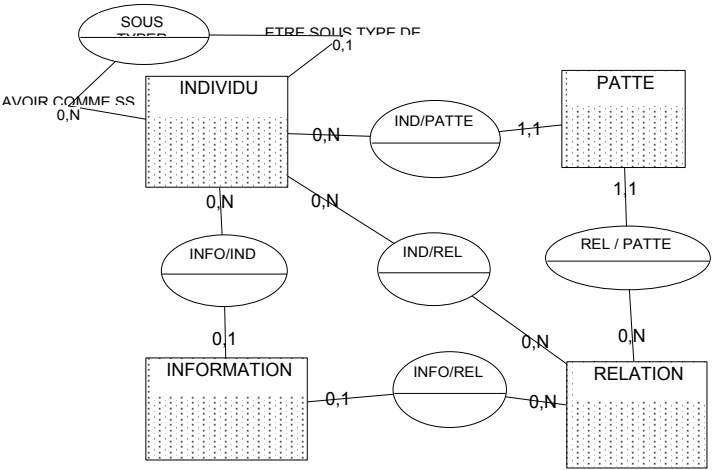 SOUS
TYPER
ETRE SOUS TYPE DE
0,1
AVOIR COMME SS
0,N
INDIVIDU
PATTE
IND/PATTE
0,N
1,1
1,1
0,N
0,N
INFO/IND
IND/REL
REL / PATTE
0,1
0,N
0,N
INFORMATION
INFO/REL
RELATION
0,1
0,N